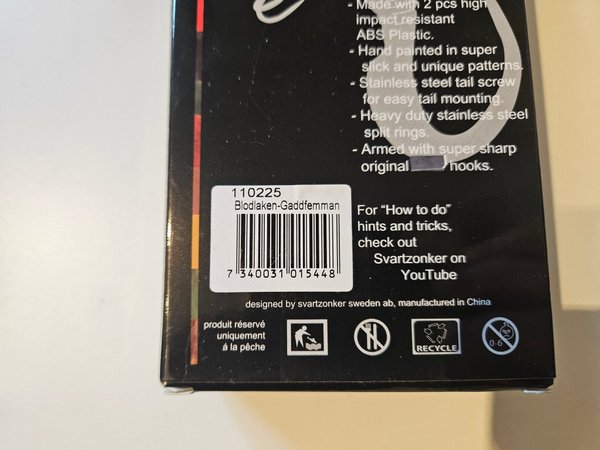 - Made with 2 pcs high
impact resistant
ABS Plastic.
- Hand painted in super
slick and unique patterns.
- Stainless steel tail screw
for easy tail mounting.
- Heavy duty stainless steel
split rings.
- Armed with super sharp
original hooks.
110225
Blodlaken-Gaddfemman
7 340031 015448
For "How to do"
hints and tricks,
check out
Svartzonker on
YouTube
designed by svartzonker sweden ab, manufactured in China
produit réservé
uniquement
á la pêche
RECYCLE
0-6